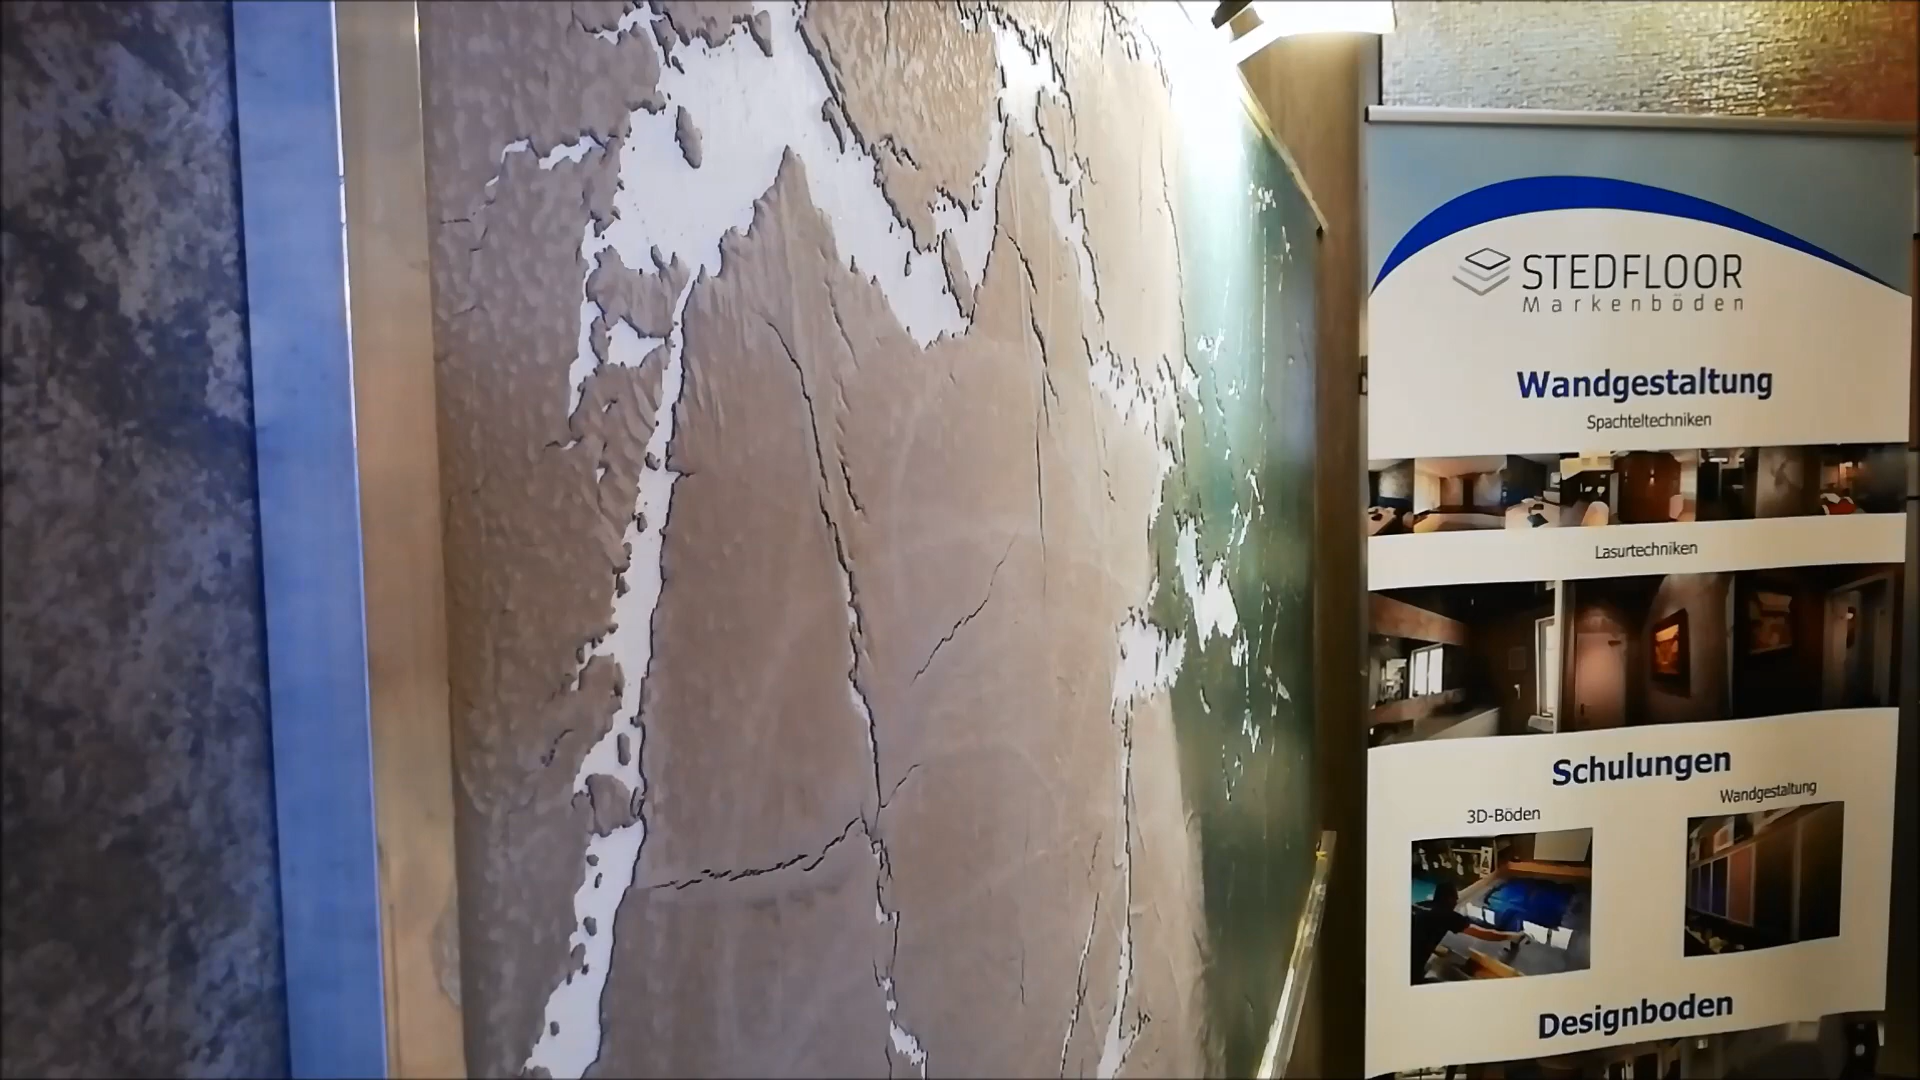 STEDFLOOR
Markenböden
Wandgestaltung
Spachteltechniken
Lasurtechniken
Schulungen
3D-Böden
Wandgestaltung
Designboden